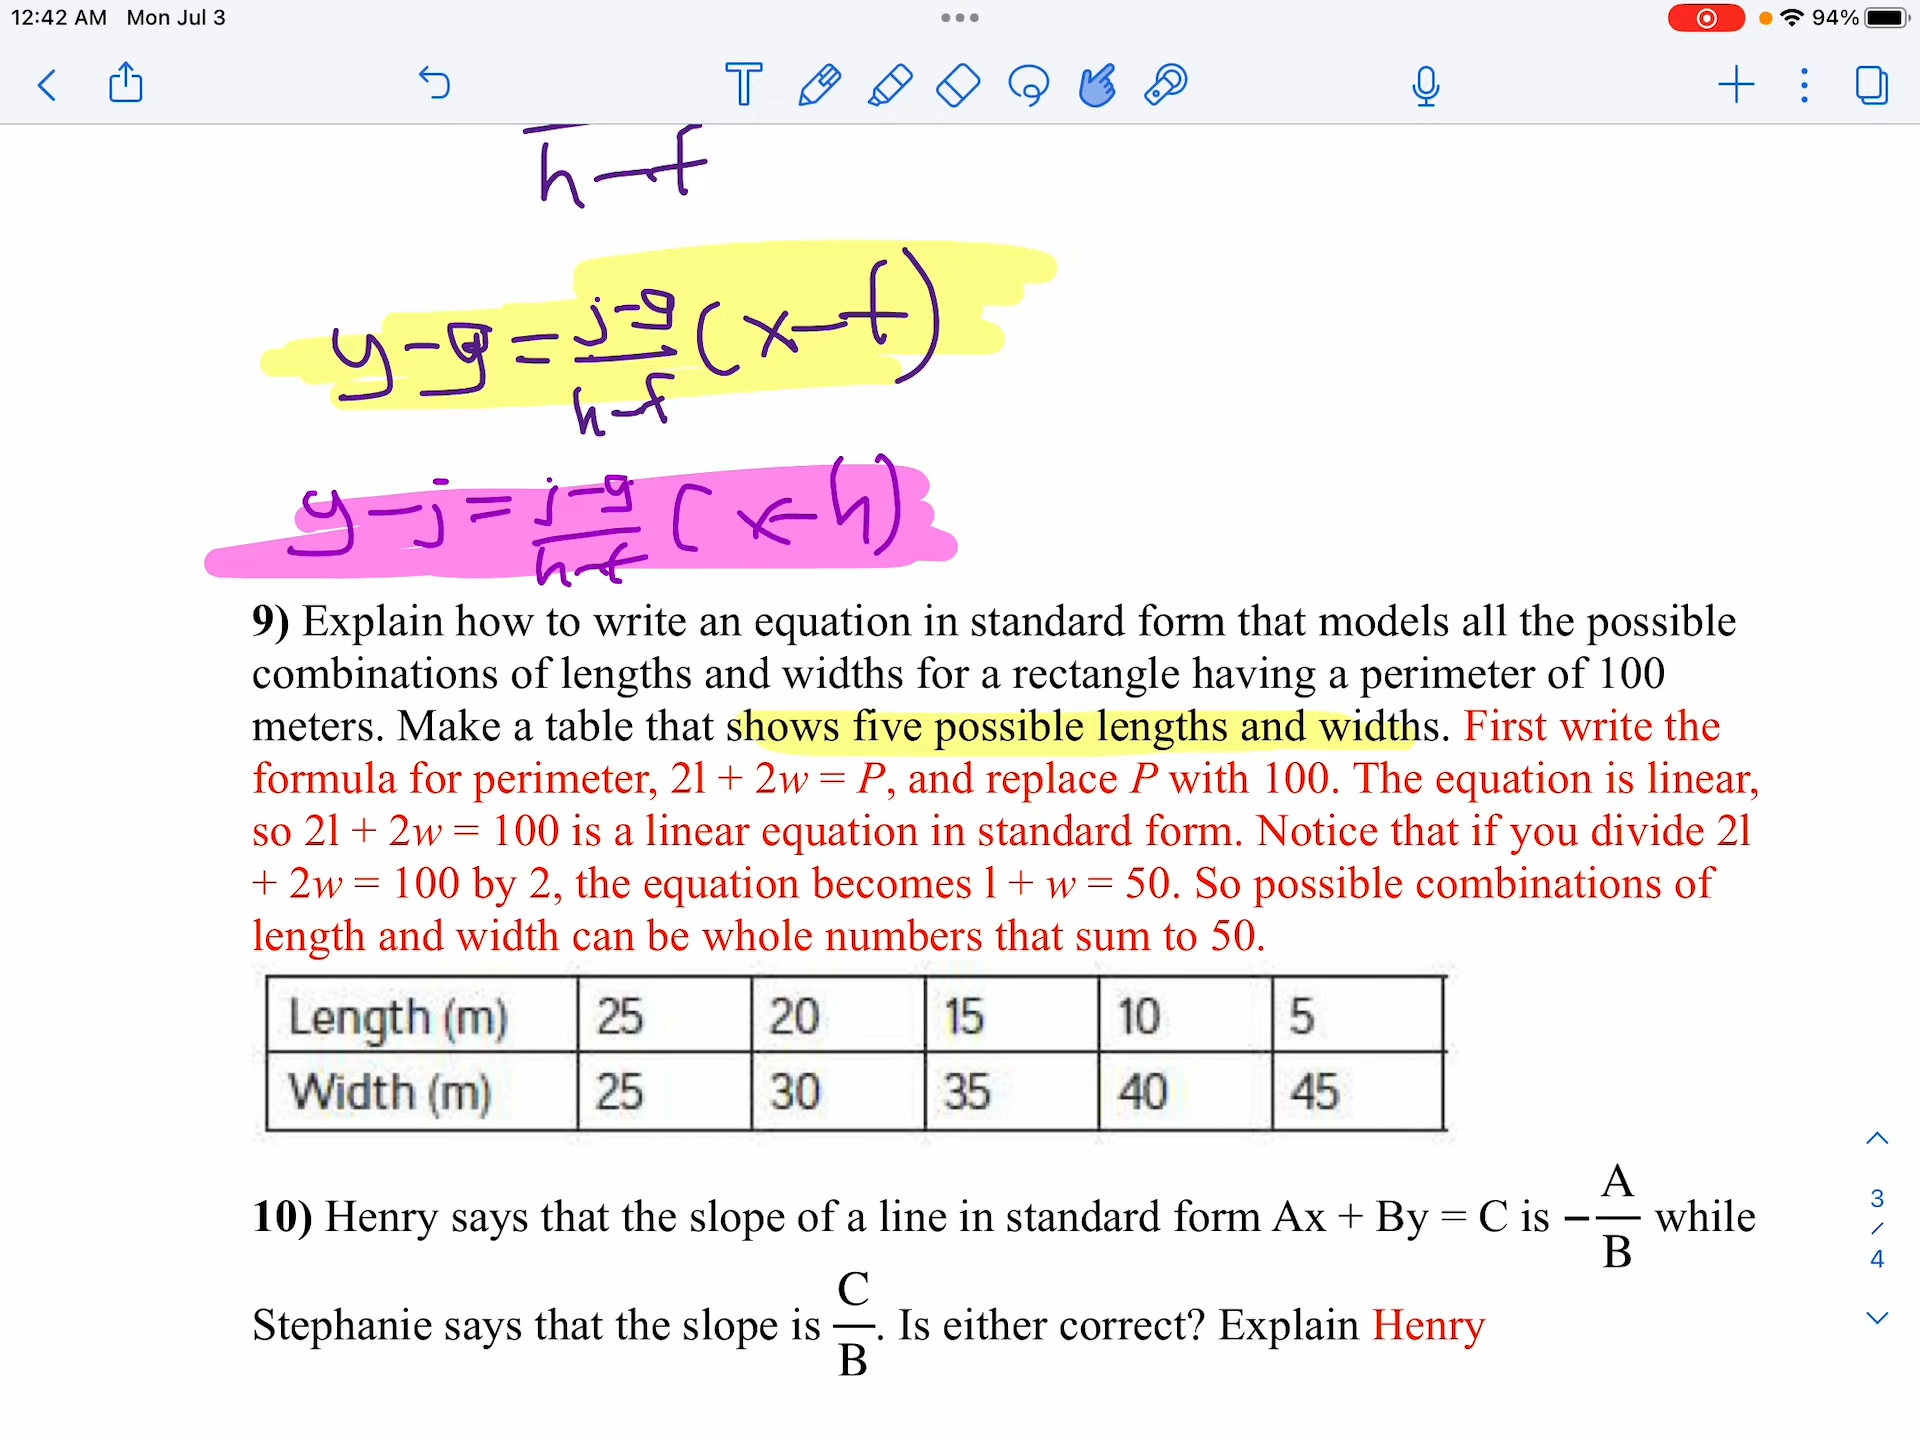 12:42 AM Mon Jul 3
94%
T
h-f
y-g = j-g/h-f (x-f)
y-j = j-g/h-f (x-h)
9) Explain how to write an equation in standard form that models all the possible
combinations of lengths and widths for a rectangle having a perimeter of 100
meters. Make a table that shows five possible lengths and widths. First write the
formula for perimeter, 2l + 2w = P, and replace P with 100. The equation is linear,
so 2l + 2w = 100 is a linear equation in standard form. Notice that if you divide 2l
+ 2w = 100 by 2, the equation becomes l + w = 50. So possible combinations of
length and width can be whole numbers that sum to 50.
Length (m) 25 20 15 10 5
Width (m) 25 30 35 40 45
10) Henry says that the slope of a line in standard form Ax + By = C is -A/B while
Stephanie says that the slope is C/B. Is either correct? Explain Henry
3 / 4